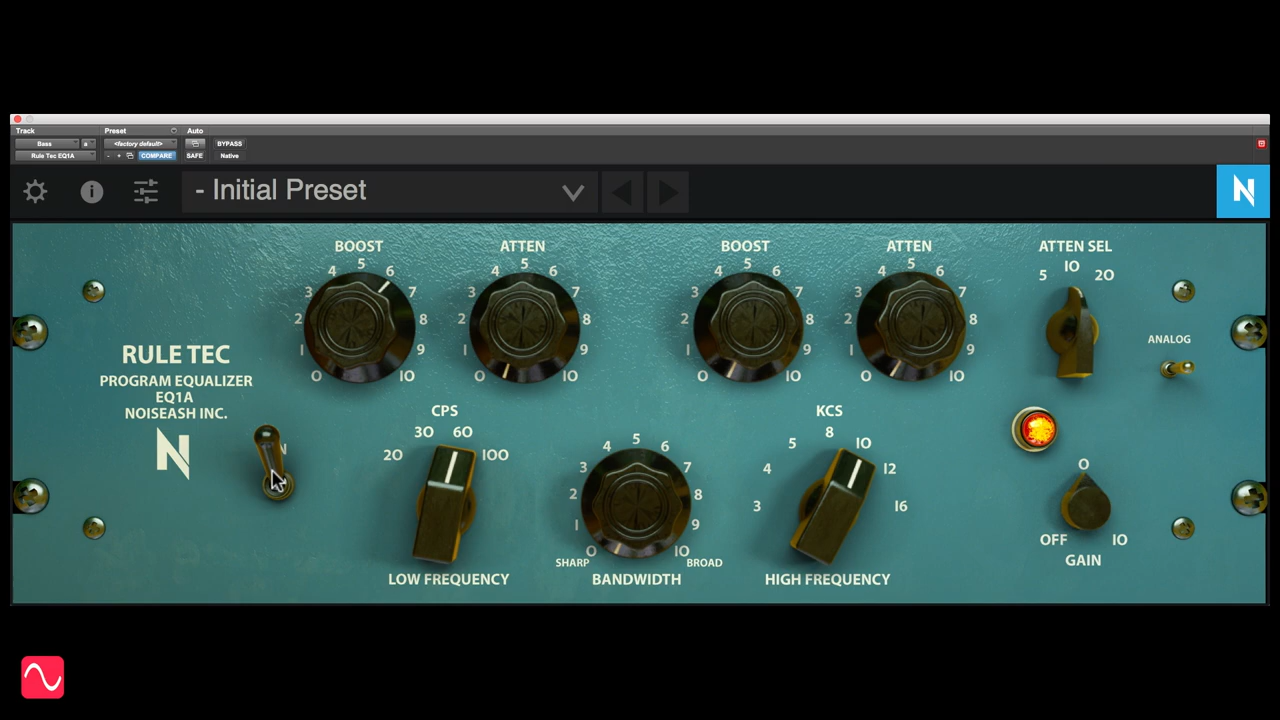 Track
Preset
Auto
Bass
a
<factory default>
BYPASS
Rule Tec EQ1A
- +
COMPARE
SAFE
Native
i
- Initial Preset
N
BOOST
0 1 2 3 4 5 6 7 8 9 10
ATTEN
0 1 2 3 4 5 6 7 8 9 10
BOOST
0 1 2 3 4 5 6 7 8 9 10
ATTEN
0 1 2 3 4 5 6 7 8 9 10
ATTEN SEL
5 10 20
ANALOG
RULE TEC
PROGRAM EQUALIZER
EQ1A
NOISEASH INC.
N
CPS
20 30 60 100
LOW FREQUENCY
0 1 2 3 4 5 6 7 8 9 10
SHARP
BROAD
BANDWIDTH
KCS
3 4 5 8 10 12 16
HIGH FREQUENCY
0
OFF
10
GAIN